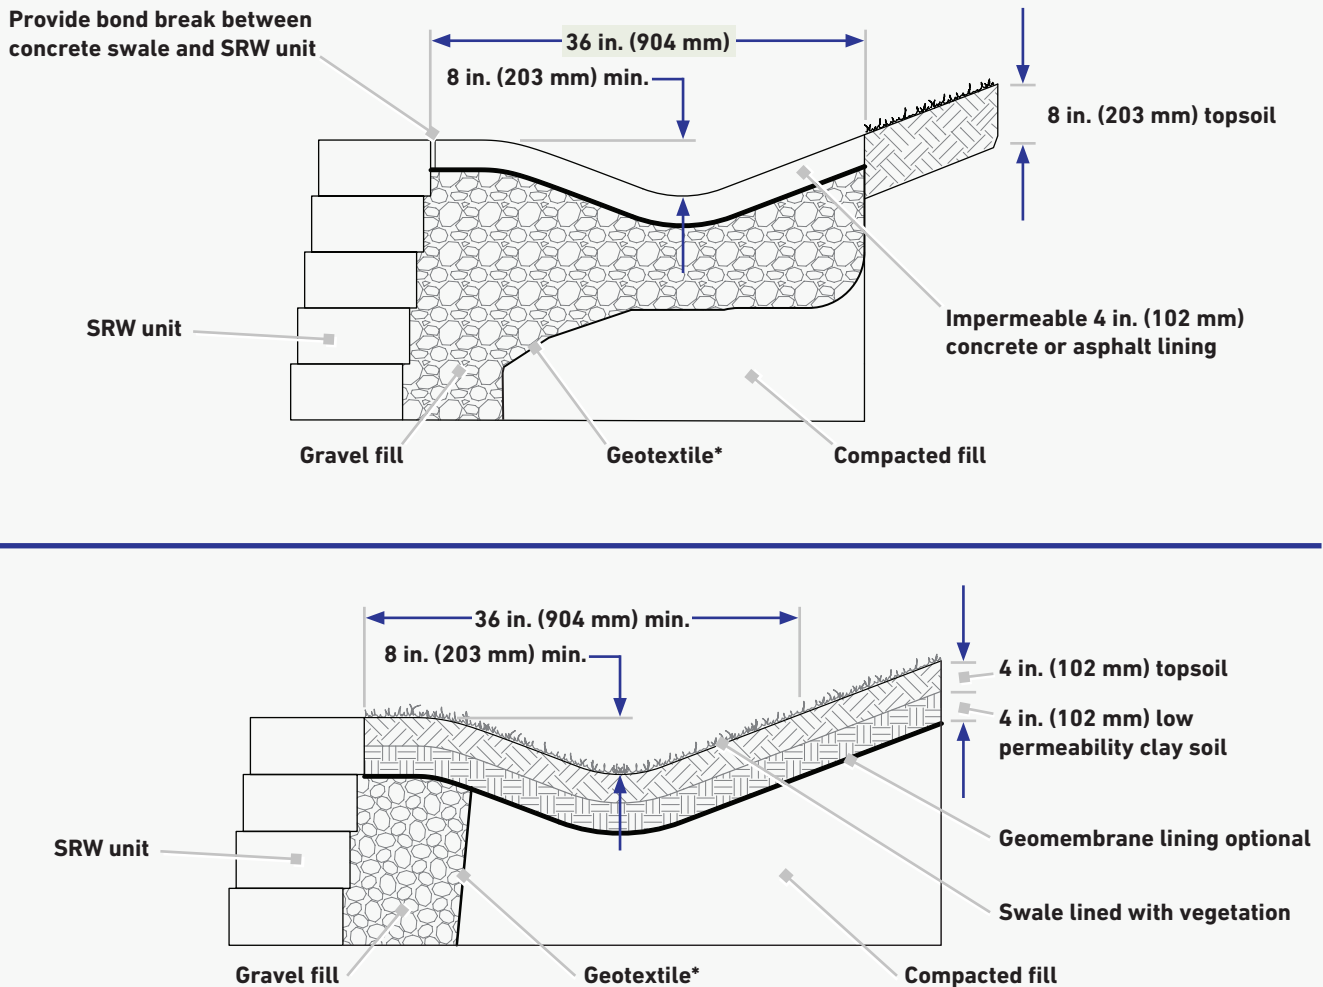 Provide bond break between
concrete swale and SRW unit
36 in. (904 mm)
8 in. (203 mm) min.
8 in. (203 mm) topsoil
SRW unit
Impermeable 4 in. (102 mm)
concrete or asphalt lining
Gravel fill
Geotextile*
Compacted fill
36 in. (904 mm) min.
8 in. (203 mm) min.
4 in. (102 mm) topsoil
4 in. (102 mm) low
permeability clay soil
SRW unit
Geomembrane lining optional
Swale lined with vegetation
Gravel fill
Geotextile*
Compacted fill